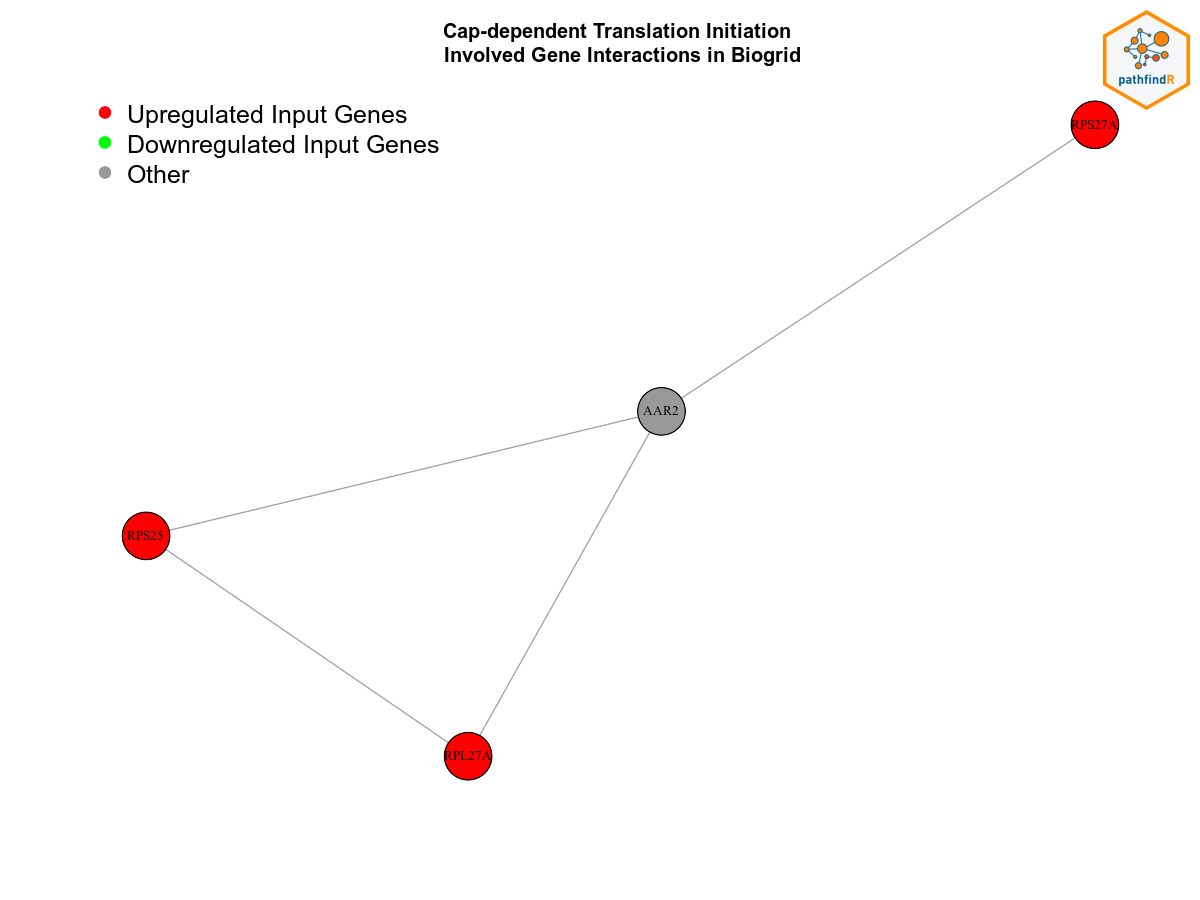 Cap-dependent Translation Initiation
Involved Gene Interactions in Biogrid
pathfindR
Upregulated Input Genes
Downregulated Input Genes
Other
RPS27A
AAR2
RPS25
RPL27A